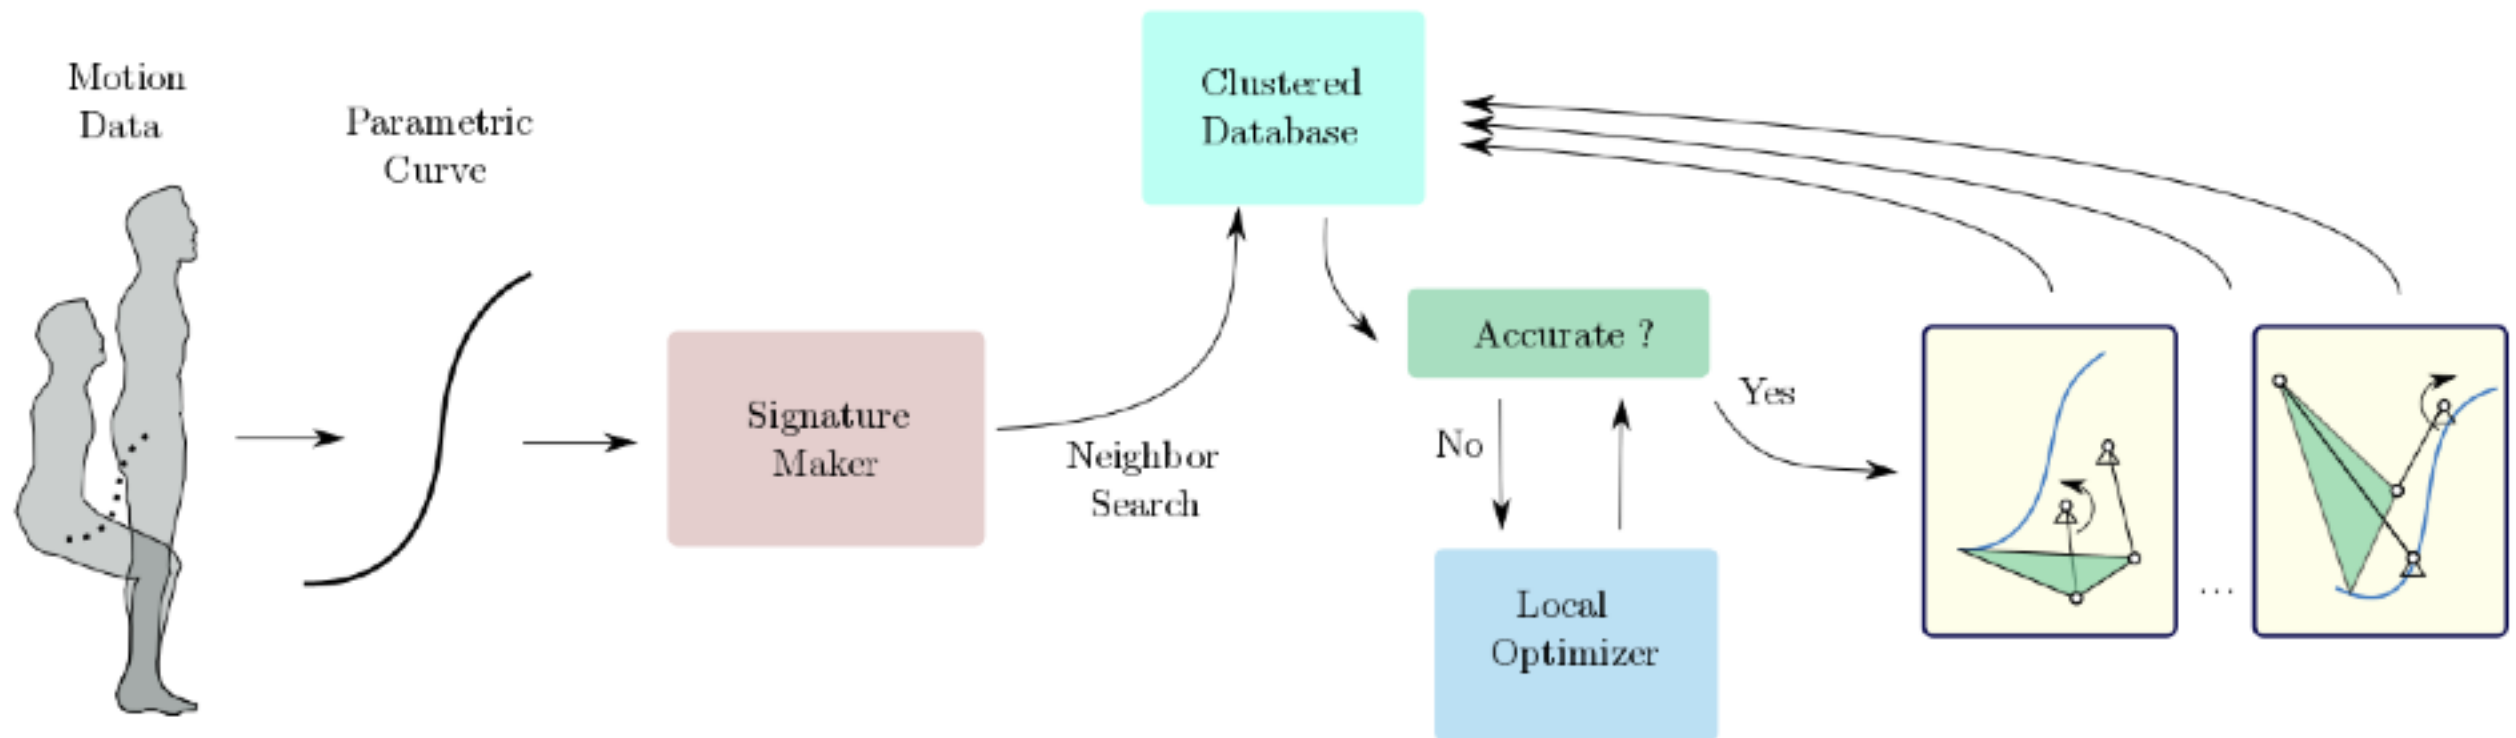 Motion
Data
Parametric
Curve
Signature
Maker
Neighbor
Search
Clustered
Database
Accurate ?
No
Yes
Local
Optimizer
...